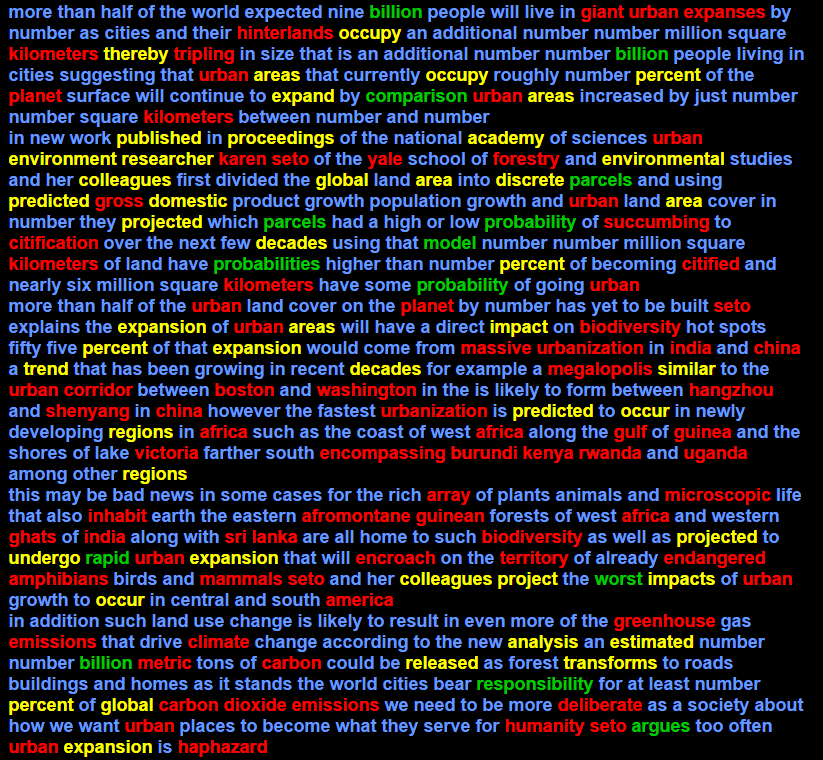 more than half of the world expected nine billion people will live in giant urban expanses by
number as cities and their hinterlands occupy an additional number number million square
kilometers thereby tripling in size that is an additional number number billion people living in
cities suggesting that urban areas that currently occupy roughly number percent of the
planet surface will continue to expand by comparison urban areas increased by just number
number square kilometers between number and number
in new work published in proceedings of the national academy of sciences urban
environment researcher karen seto of the yale school of forestry and environmental studies
and her colleagues first divided the global land area into discrete parcels and using
predicted gross domestic product growth population growth and urban land area cover in
number they projected which parcels had a high or low probability of succumbing to
citification over the next few decades using that model number number million square
kilometers of land have probabilities higher than number percent of becoming citified and
nearly six million square kilometers have some probability of going urban
more than half of the urban land cover on the planet by number has yet to be built seto
explains the expansion of urban areas will have a direct impact on biodiversity hot spots
fifty five percent of that expansion would come from massive urbanization in india and china
a trend that has been growing in recent decades for example a megalopolis similar to the
urban corridor between boston and washington in the is likely to form between hangzhou
and shenyang in china however the fastest urbanization is predicted to occur in newly
developing regions in africa such as the coast of west africa along the gulf of guinea and the
shores of lake victoria farther south encompassing burundi kenya rwanda and uganda
among other regions
this may be bad news in some cases for the rich array of plants animals and microscopic life
that also inhabit earth the eastern afromontane guinean forests of west africa and western
ghats of india along with sri lanka are all home to such biodiversity as well as projected to
undergo rapid urban expansion that will encroach on the territory of already endangered
amphibians birds and mammals seto and her colleagues project the worst impacts of urban
growth to occur in central and south america
in addition such land use change is likely to result in even more of the greenhouse gas
emissions that drive climate change according to the new analysis an estimated number
number billion metric tons of carbon could be released as forest transforms to roads
buildings and homes as it stands the world cities bear responsibility for at least number
percent of global carbon dioxide emissions we need to be more deliberate as a society about
how we want urban places to become what they serve for humanity seto argues too often
urban expansion is haphazard